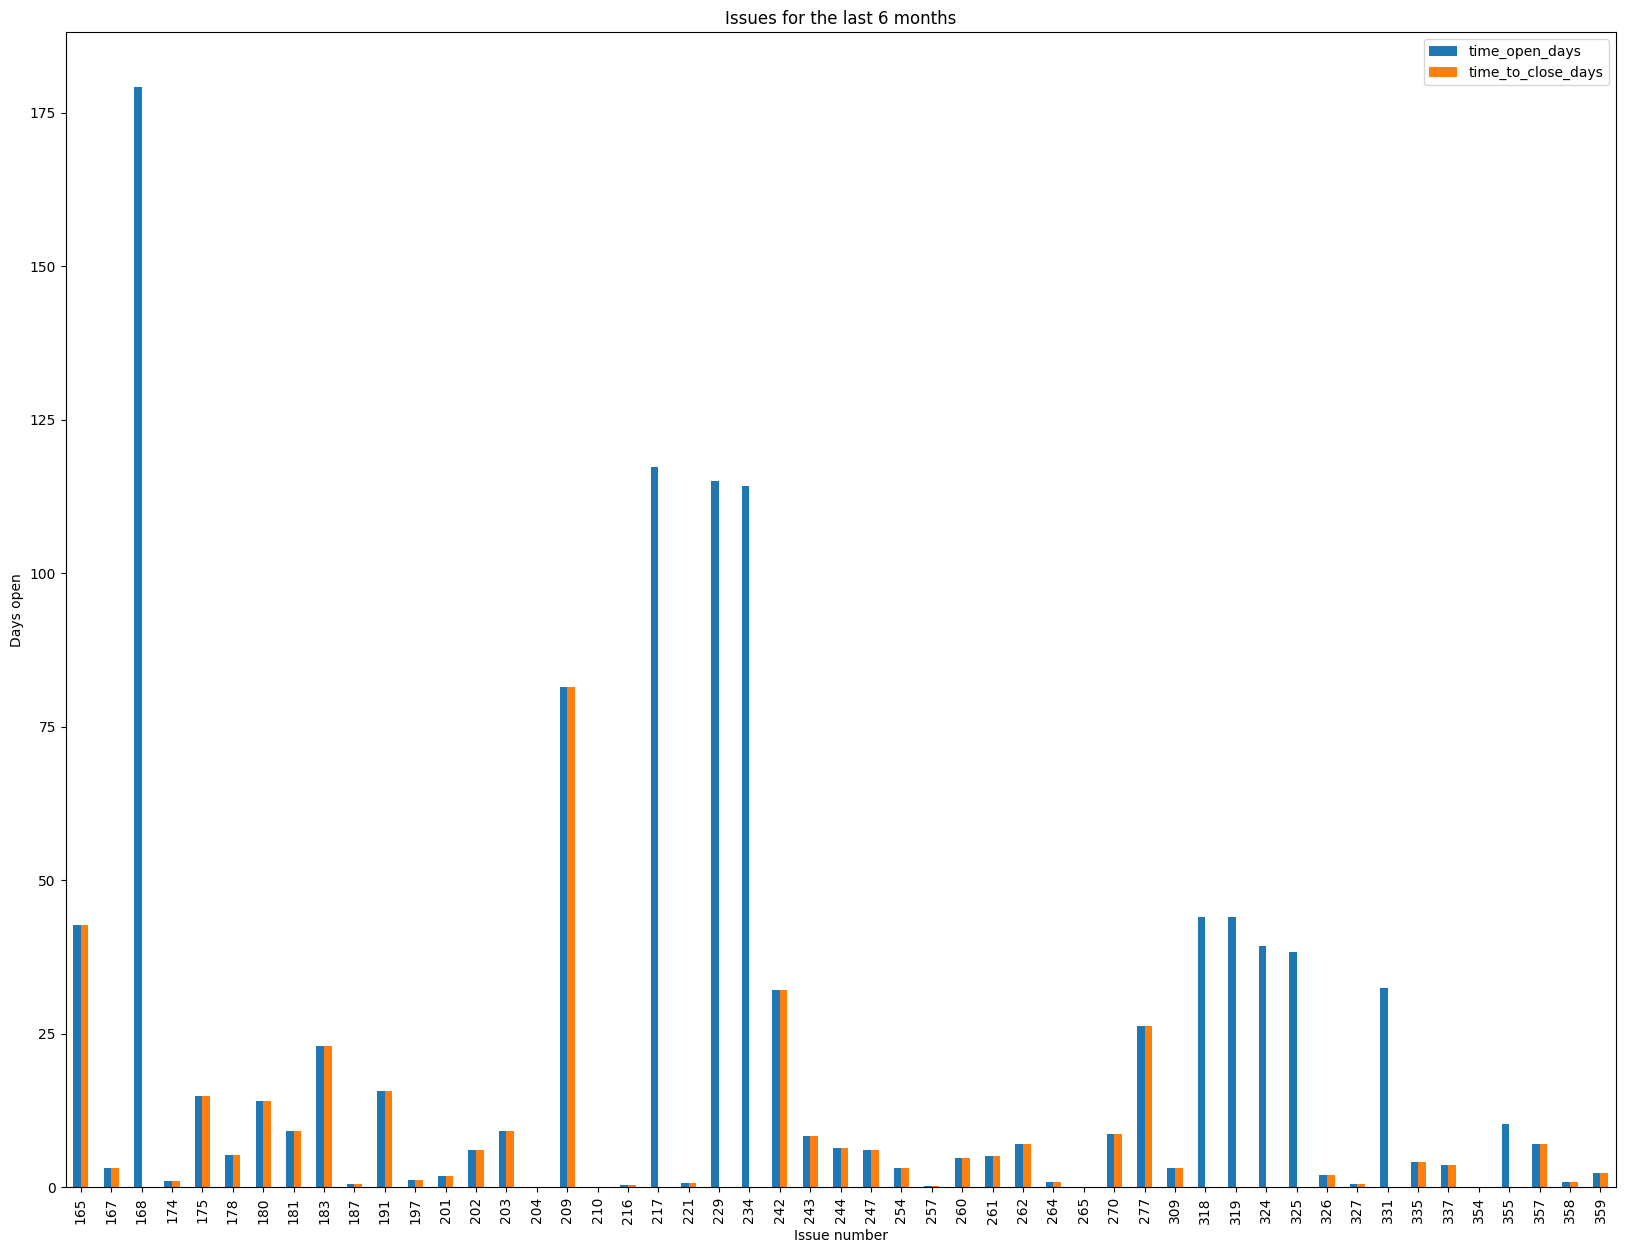 Issues for the last 6 months
time_open_days
time_to_close_days
175
150
125
100
75
50
25
0
Days open
165 167 168 174 175 178 180 181 183 187 191 197 201 202 203 204 209 210 216 217 221 229 234 242 243 244 247 254 257 260 261 262 264 265 270 277 309 318 319 324 325 326 327 331 335 337 354 355 357 358 359
Issue number